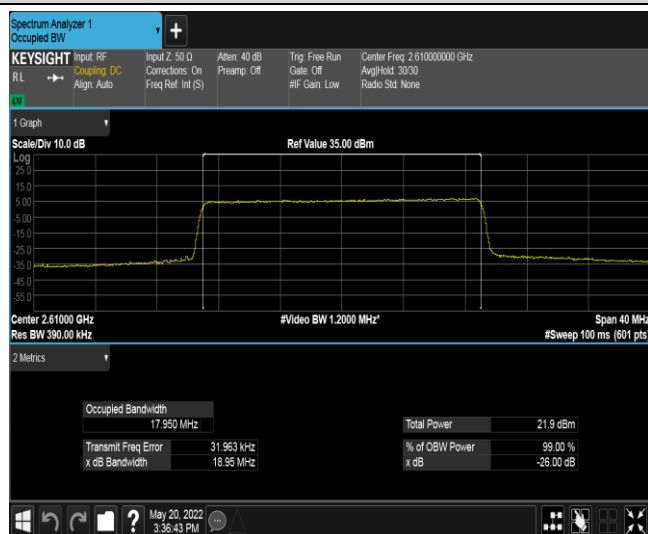 Spectrum Analyzer 1
Occupied BW
+
KEYSIGHT Input: RF Input Z: 50 Ω Atten: 40 dB Trig: Free Run Center Freq: 2.610000000 GHz
RL Coupling: DC Corrections: On Preamp: Off Gate: Off Avg|Hold: 30/30
Align: Auto Freq Ref: Int (S) #IF Gain: Low Radio Std: None
LXI
1 Graph
Scale/Div 10.0 dB Ref Value 35.00 dBm
Log
25.0
15.0
5.00
-5.00
-15.0
-25.0
-35.0
-45.0
-55.0
Center 2.61000 GHz #Video BW 1.2000 MHz* Span 40 MHz
Res BW 390.00 kHz #Sweep 100 ms (601 pts)
2 Metrics
Occupied Bandwidth
17.950 MHz Total Power 21.9 dBm
Transmit Freq Error 31.963 kHz % of OBW Power 99.00 %
x dB Bandwidth 18.95 MHz x dB -26.00 dB
? May 20, 2022
3:36:43 PM